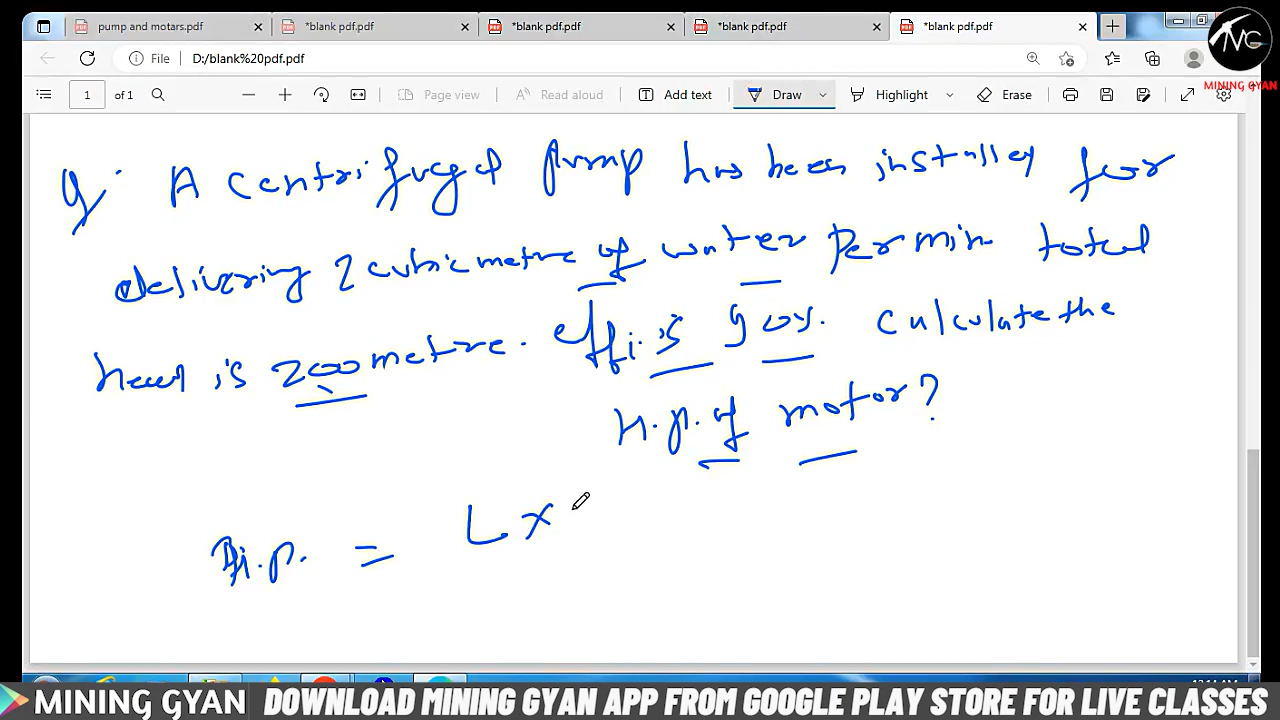 pump and motars.pdf
*blank pdf.pdf
*blank pdf.pdf
*blank pdf.pdf
*blank pdf.pdf
File D:/blank%20pdf.pdf
1 of 1 Page view Read aloud Add text Draw Highlight Erase
MVG
MINING GYAN
Q. A centrifugal pump has been installed for
delivering 2 cubic metre of water Per min total
head is 200 metre. effi. is 90%. calculate the
H.P. of motor?
H.P. = L x
MINING GYAN DOWNLOAD MINING GYAN APP FROM GOOGLE PLAY STORE FOR LIVE CLASSES